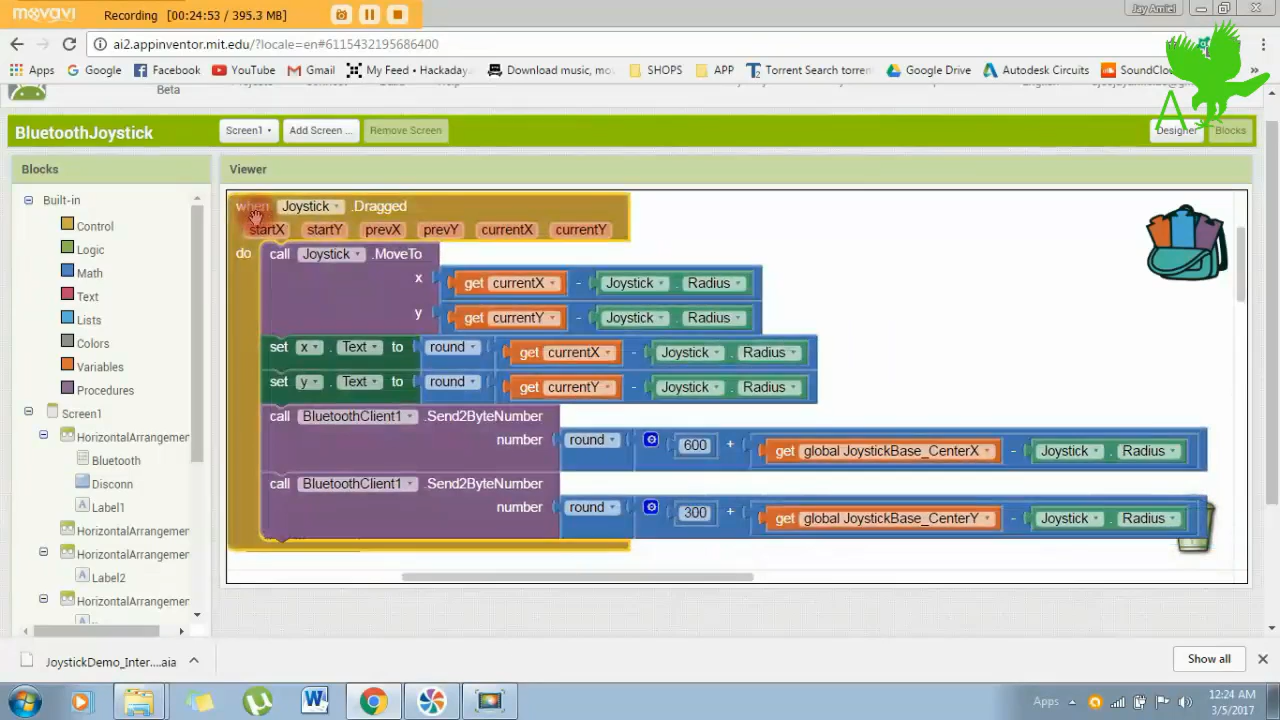 movavi Recording [00:24:53 / 395.3 MB]
Jay Amiel
ai2.appinventor.mit.edu/?locale=en#6115432195686400
Apps Google Facebook YouTube Gmail My Feed - Hackaday Download music, mo SHOPS APP Torrent Search torren Google Drive Autodesk Circuits SoundClou »
Beta
BluetoothJoystick Screen1 Add Screen ... Remove Screen Designer Blocks
A
Blocks
Viewer
Built-in
Control
Logic
Math
Text
Lists
Colors
Variables
Procedures
Screen1
HorizontalArrangemer
Bluetooth
Disconn
Label1
HorizontalArrangemer
HorizontalArrangemer
Label2
HorizontalArrangemer
when Joystick .Dragged
startX startY prevX prevY currentX currentY
do call Joystick .MoveTo
x get currentX - Joystick . Radius
y get currentY - Joystick . Radius
set x . Text to round get currentX - Joystick . Radius
set y . Text to round get currentY - Joystick . Radius
call BluetoothClient1 .Send2ByteNumber
number round 600 + get global JoystickBase_CenterX - Joystick . Radius
call BluetoothClient1 .Send2ByteNumber
number round 300 + get global JoystickBase_CenterY - Joystick . Radius
JoystickDemo_Inter....aia
Show all
Apps
12:24 AM
3/5/2017